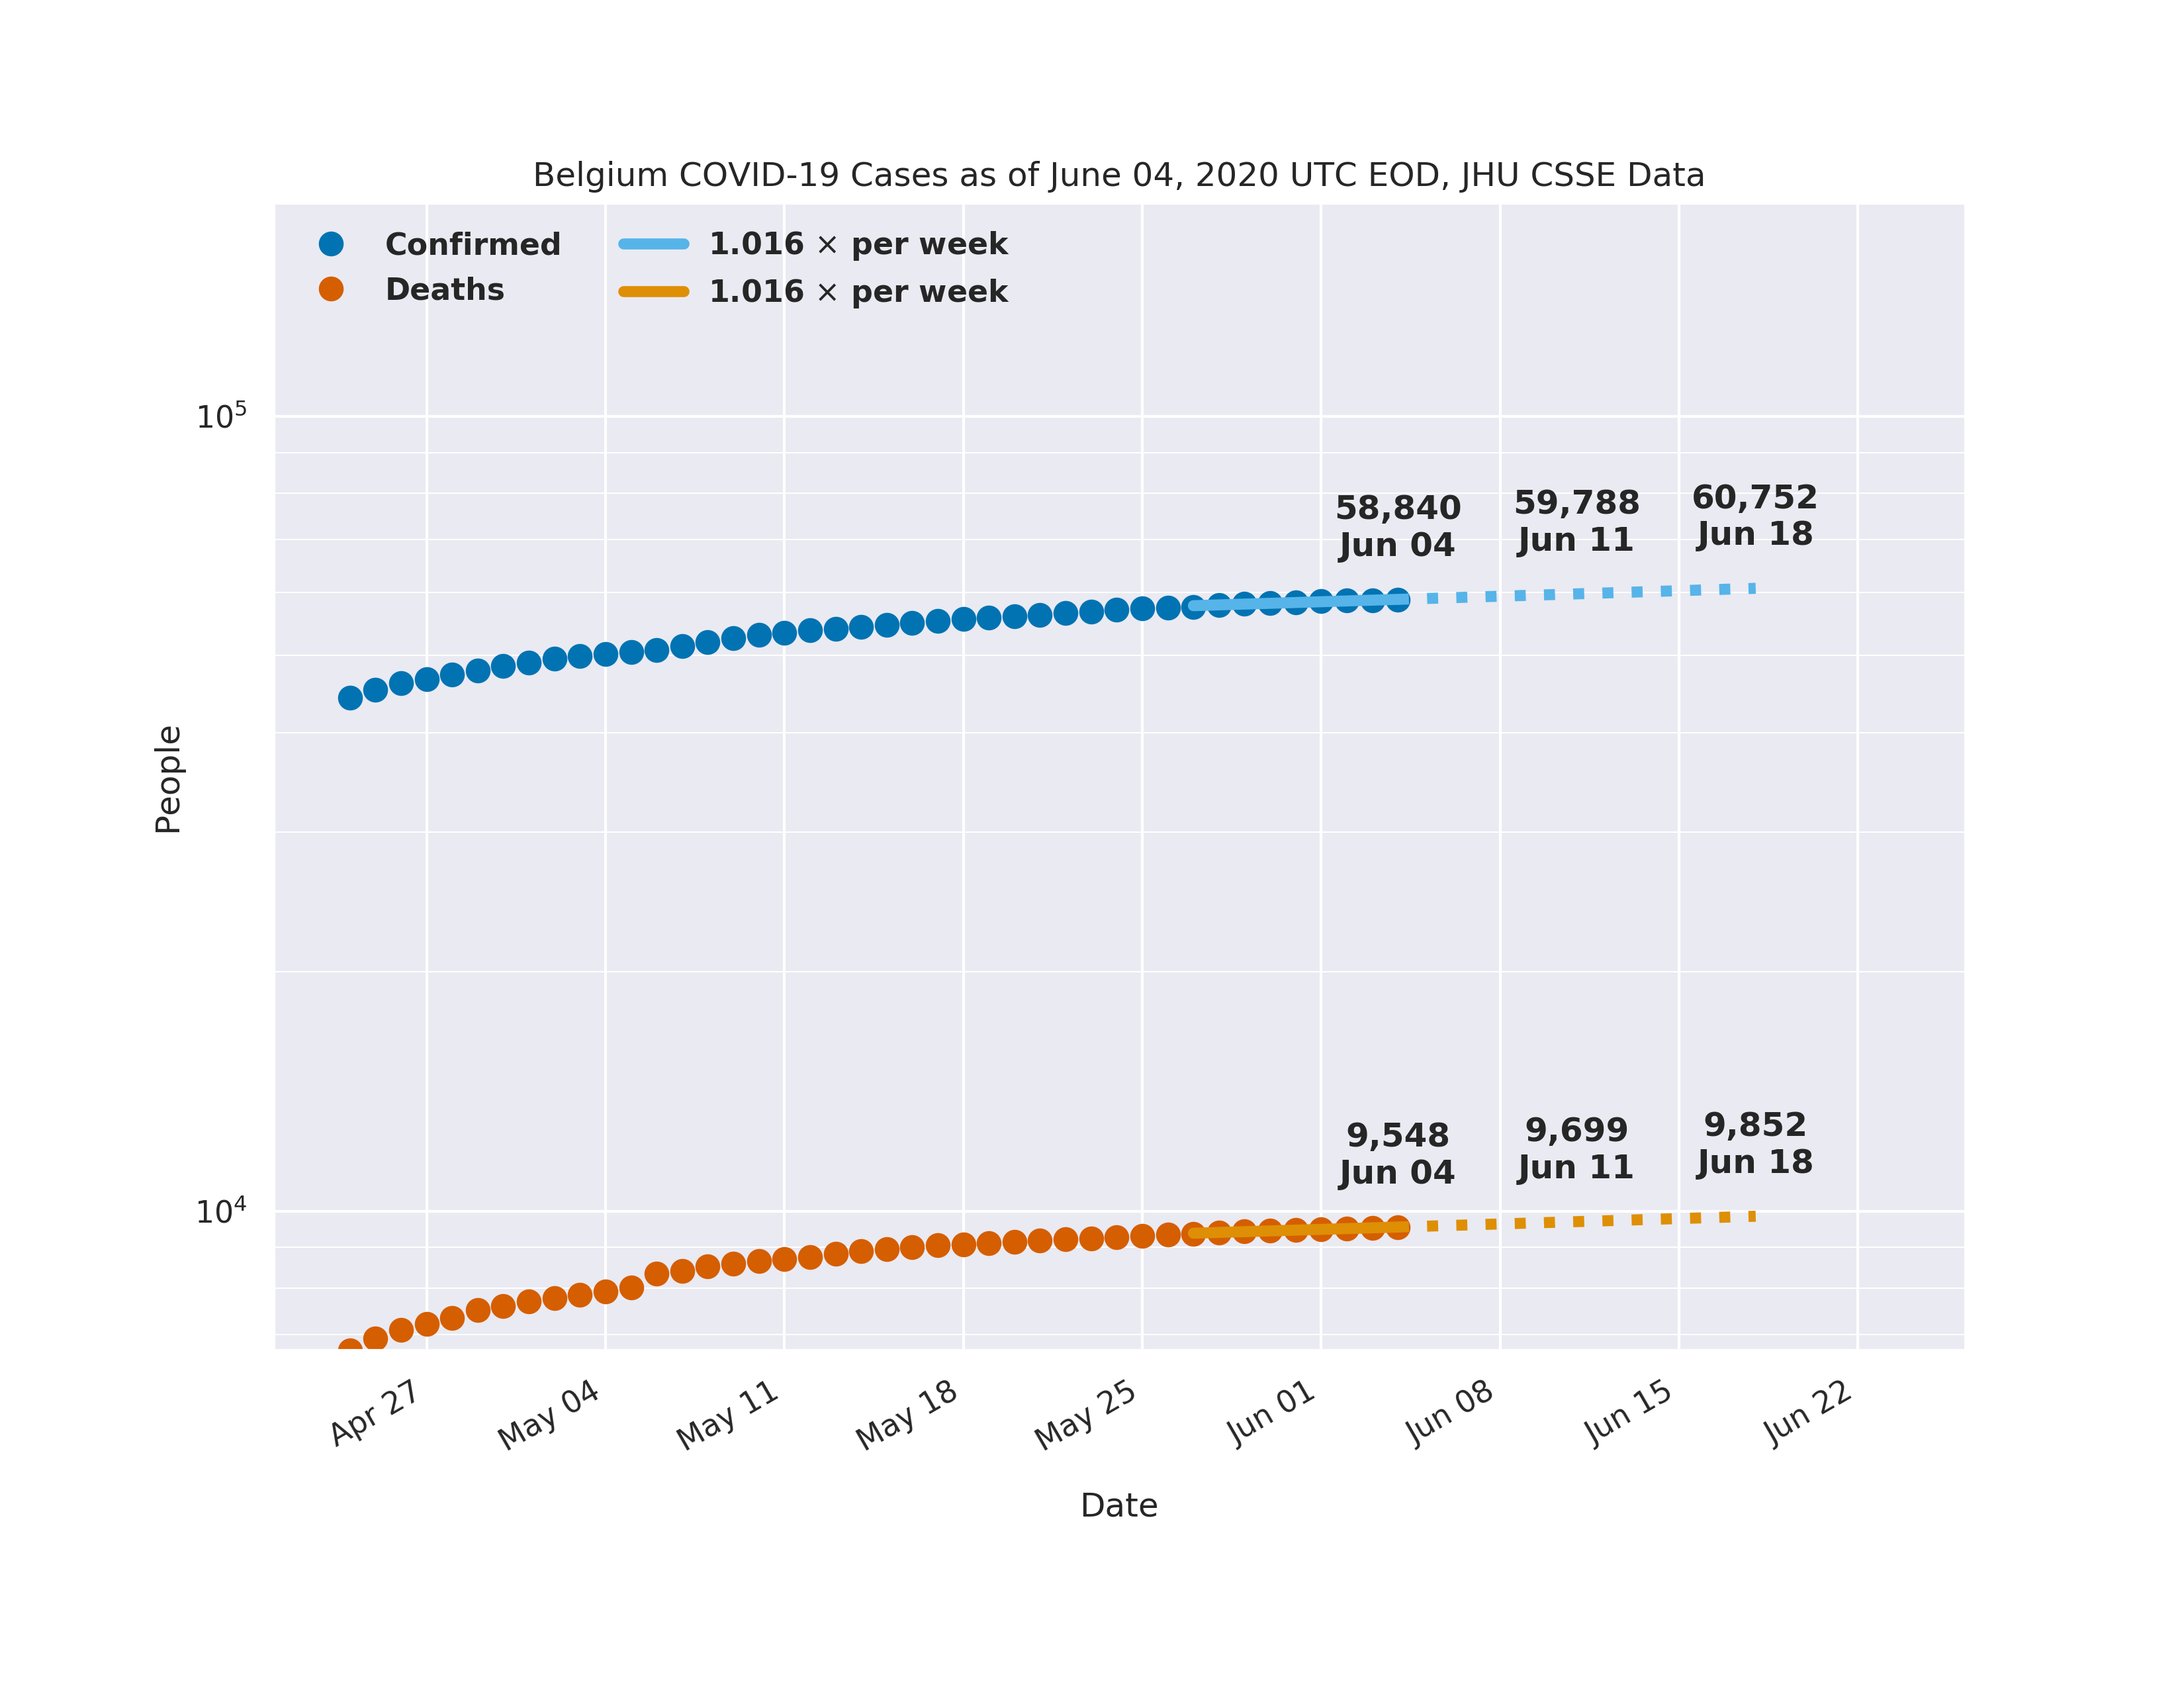 Belgium COVID-19 Cases as of June 04, 2020 UTC EOD, JHU CSSE Data
Confirmed
Deaths
1.016 × per week
1.016 × per week
10⁵
10⁴
People
58,840
Jun 04
59,788
Jun 11
60,752
Jun 18
9,548
Jun 04
9,699
Jun 11
9,852
Jun 18
Apr 27
May 04
May 11
May 18
May 25
Jun 01
Jun 08
Jun 15
Jun 22
Date